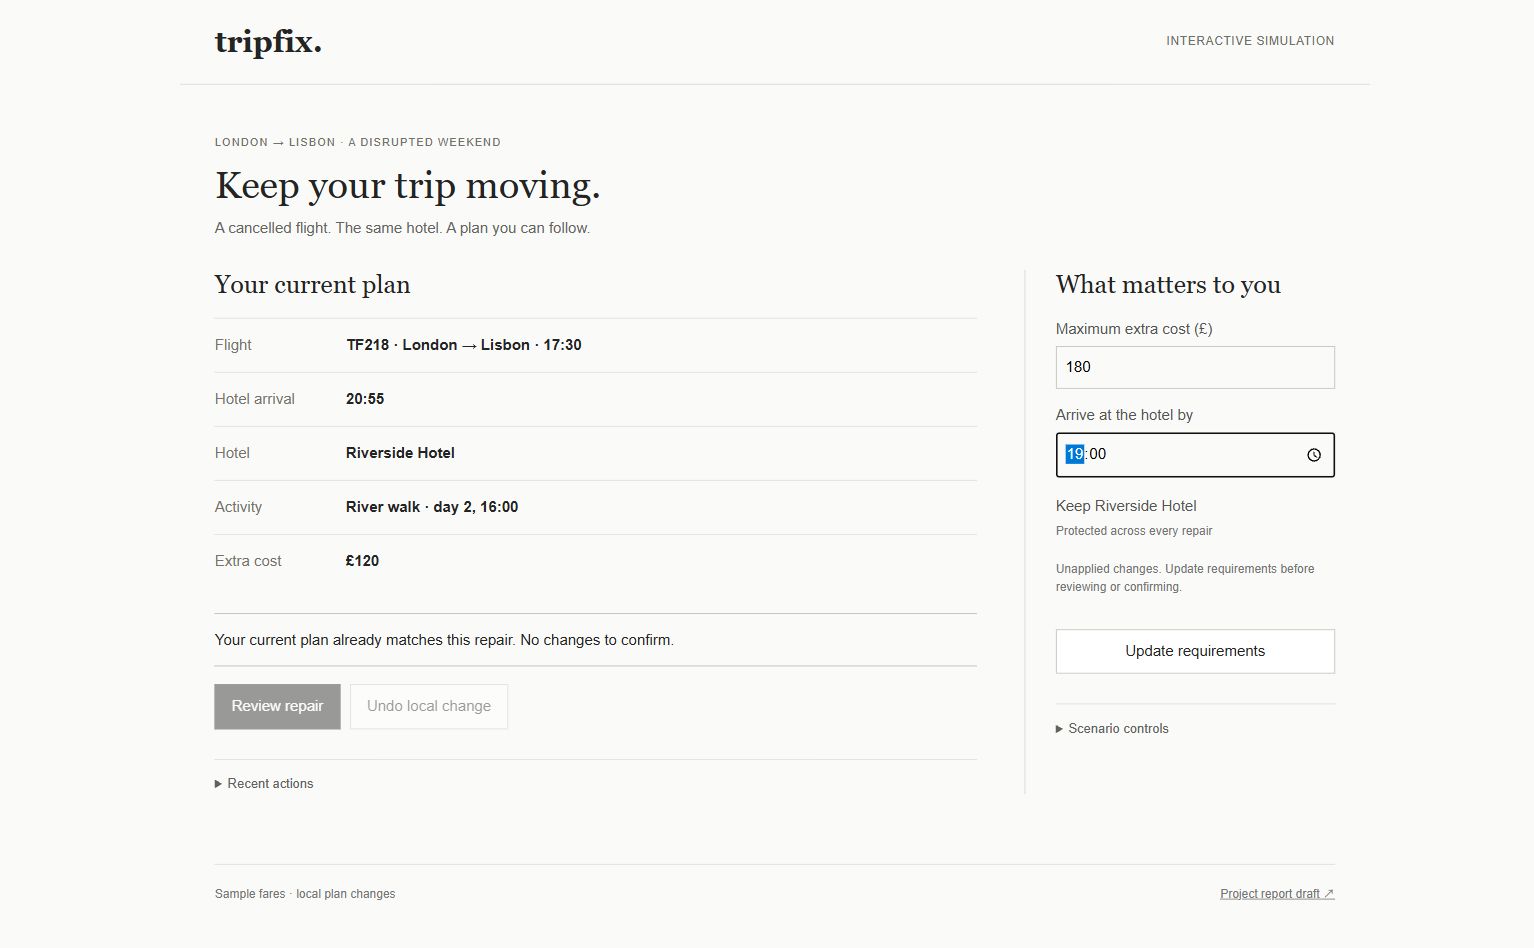 tripfix.
INTERACTIVE SIMULATION
LONDON → LISBON · A DISRUPTED WEEKEND
Keep your trip moving.
A cancelled flight. The same hotel. A plan you can follow.
Your current plan
Flight TF218 · London → Lisbon · 17:30
Hotel arrival 20:55
Hotel Riverside Hotel
Activity River walk · day 2, 16:00
Extra cost £120
Your current plan already matches this repair. No changes to confirm.
Review repair Undo local change
▶ Recent actions
What matters to you
Maximum extra cost (£)
180
Arrive at the hotel by
19:00
Keep Riverside Hotel
Protected across every repair
Unapplied changes. Update requirements before
reviewing or confirming.
Update requirements
▶ Scenario controls
Sample fares · local plan changes
Project report draft ↗